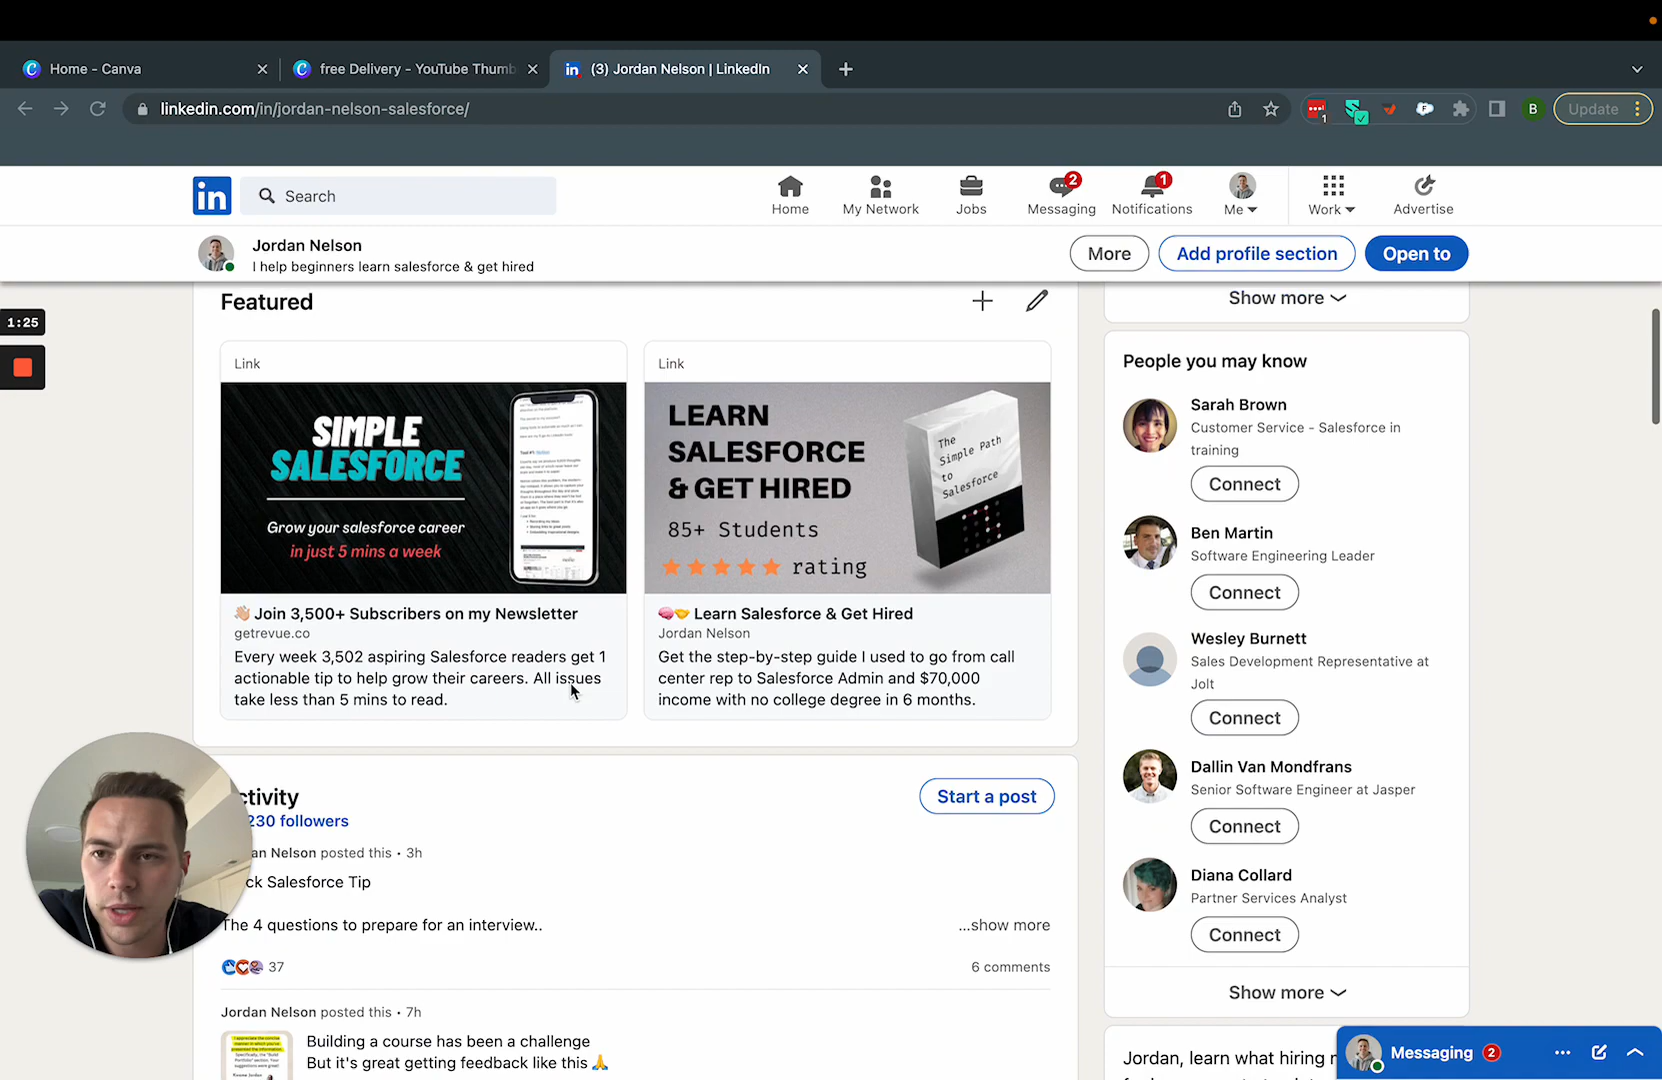 Home - Canva
free Delivery - YouTube Thumb
(3) Jordan Nelson | LinkedIn
linkedin.com/in/jordan-nelson-salesforce/
1
B
Update
in
Search
Home
My Network
Jobs
2
Messaging
1
Notifications
Me
Work
Advertise
Jordan Nelson
I help beginners learn salesforce & get hired
More
Add profile section
Open to
1:25
Featured
Link
SIMPLE
SALESFORCE
Grow your salesforce career
in just 5 mins a week
👋🏼 Join 3,500+ Subscribers on my Newsletter
getrevue.co
Every week 3,502 aspiring Salesforce readers get 1
actionable tip to help grow their careers. All issues
take less than 5 mins to read.
Link
LEARN
SALESFORCE
& GET HIRED
85+ Students
★★★★★ rating
The
Simple Path
to
Salesforce
🧠🤝 Learn Salesforce & Get Hired
Jordan Nelson
Get the step-by-step guide I used to go from call
center rep to Salesforce Admin and $70,000
income with no college degree in 6 months.
ctivity
230 followers
Start a post
an Nelson posted this • 3h
ck Salesforce Tip
The 4 questions to prepare for an interview..
...show more
37
6 comments
Jordan Nelson posted this • 7h
Building a course has been a challenge
But it's great getting feedback like this 🙏
Show more
People you may know
Sarah Brown
Customer Service - Salesforce in
training
Connect
Ben Martin
Software Engineering Leader
Connect
Wesley Burnett
Sales Development Representative at
Jolt
Connect
Dallin Van Mondfrans
Senior Software Engineer at Jasper
Connect
Diana Collard
Partner Services Analyst
Connect
Show more
Jordan, learn what hiring
Messaging 2